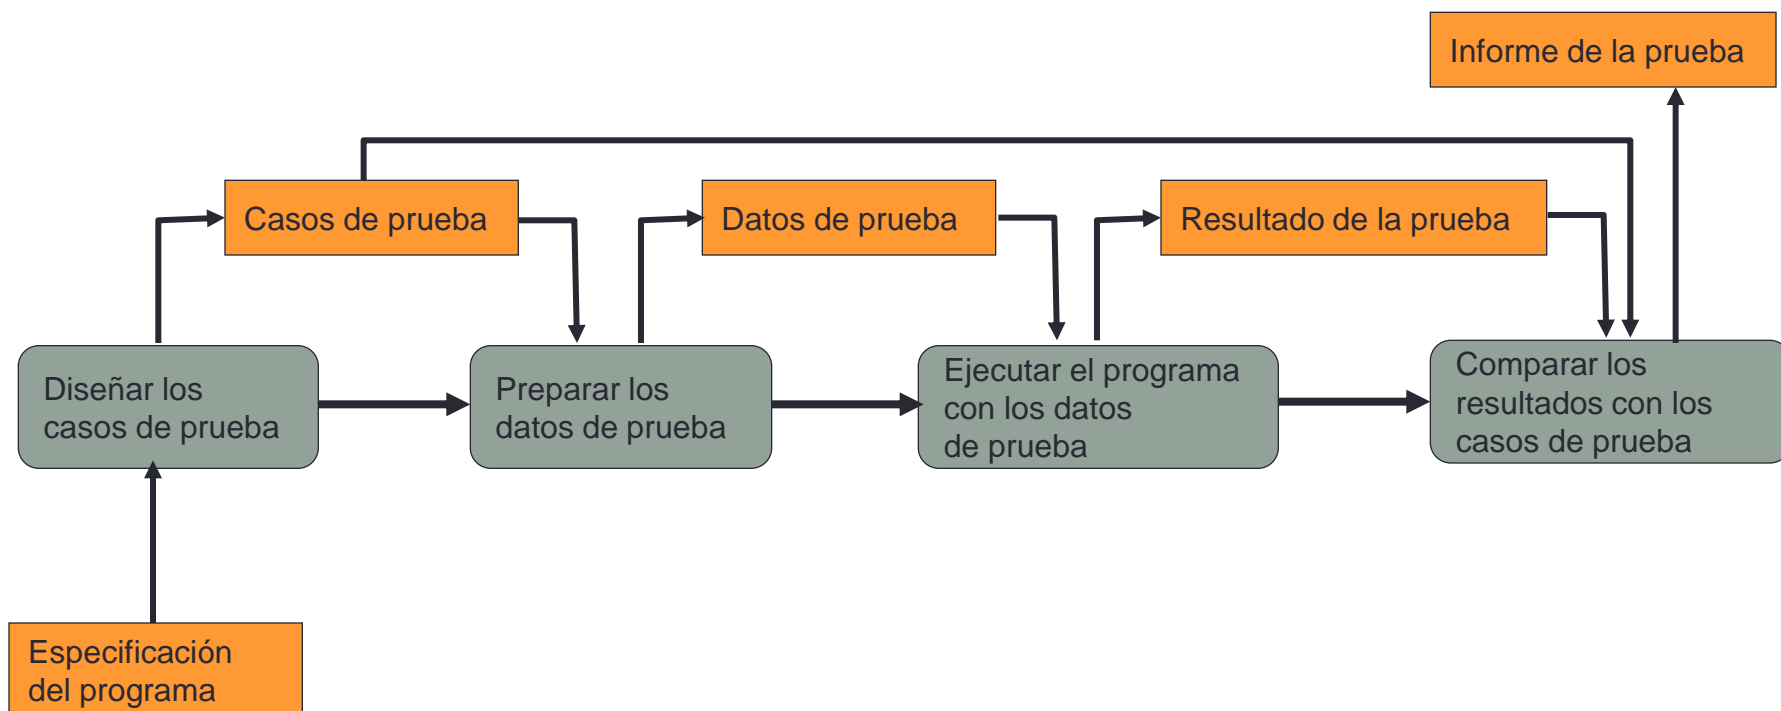 Informe de la prueba
Casos de prueba
Datos de prueba
Resultado de la prueba
Diseñar los
casos de prueba
Preparar los
datos de prueba
Ejecutar el programa
con los datos
de prueba
Comparar los
resultados con los
casos de prueba
Especificación
del programa